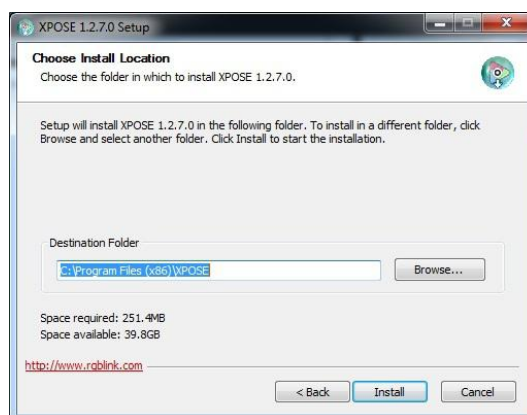 XPOSE 1.2.7.0 Setup
Choose Install Location
Choose the folder in which to install XPOSE 1.2.7.0.
Setup will install XPOSE 1.2.7.0 in the following folder. To install in a different folder, click
Browse and select another folder. Click Install to start the installation.
Destination Folder
C:\Program Files (x86)\XPOSE
Browse...
Space required: 251.4MB
Space available: 39.8GB
http://www.rgblink.com
< Back
Install
Cancel